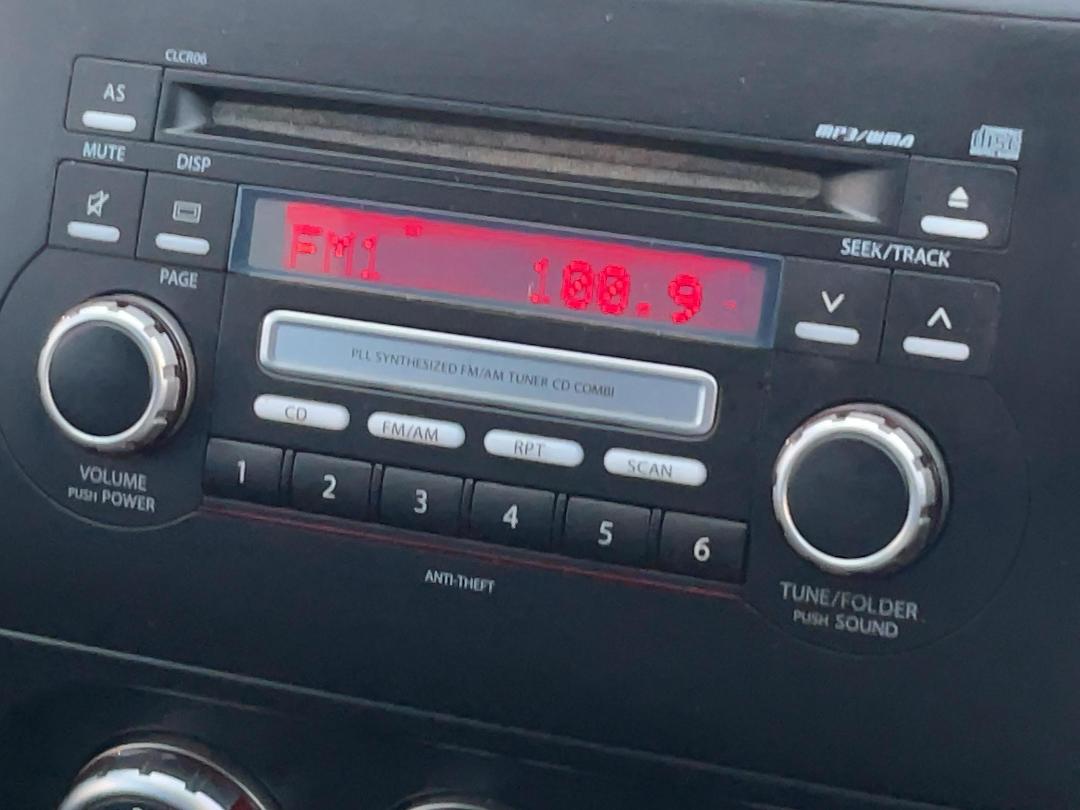 CLCR06
AS
MP3/WMA
disc
MUTE
DISP
SEEK/TRACK
FM1 100.9
PAGE
PLL SYNTHESIZED FM/AM TUNER CD COMBI
CD FM/AM RPT SCAN
VOLUME
PUSH POWER
1 2 3 4 5 6
ANTI-THEFT
TUNE/FOLDER
PUSH SOUND